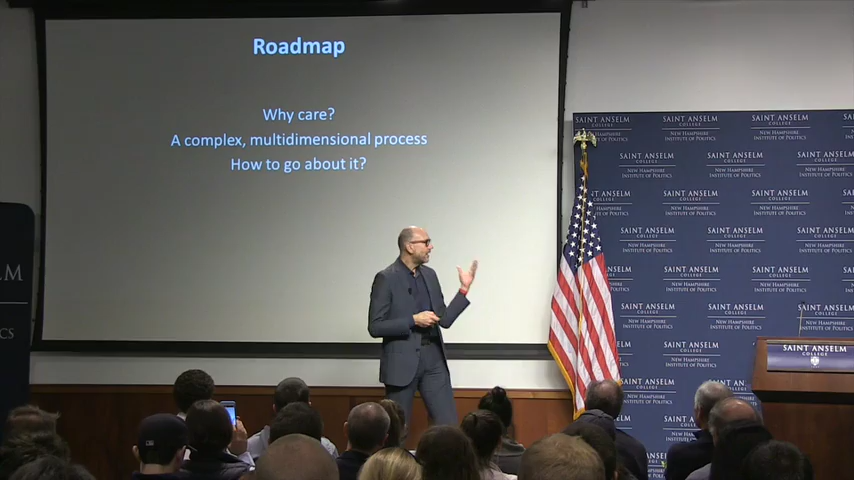 Roadmap
Why care?
A complex, multidimensional process
How to go about it?
SAINT ANSELM
COLLEGE
NEW HAMPSHIRE
INSTITUTE OF POLITICS
SAINT ANSELM
COLLEGE